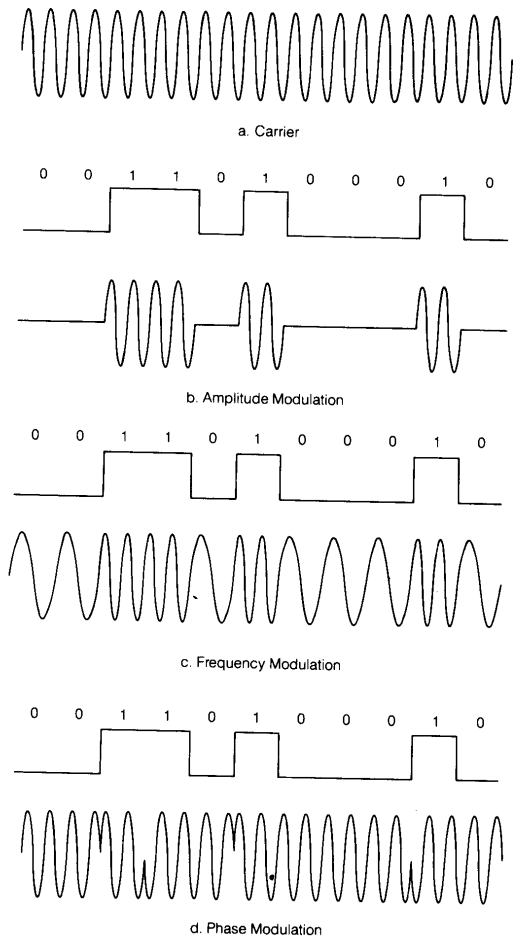 a. Carrier
0 0 1 1 0 1 0 0 0 1 0
b. Amplitude Modulation
0 0 1 1 0 1 0 0 0 1 0
c. Frequency Modulation
0 0 1 1 0 1 0 0 0 1 0
d. Phase Modulation